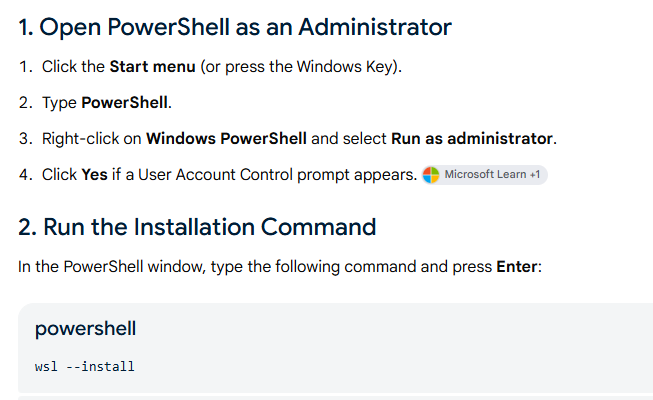 1. Open PowerShell as an Administrator
1. Click the Start menu (or press the Windows Key).
2. Type PowerShell.
3. Right-click on Windows PowerShell and select Run as administrator.
4. Click Yes if a User Account Control prompt appears. Microsoft Learn +1
2. Run the Installation Command
In the PowerShell window, type the following command and press Enter:
powershell
wsl --install